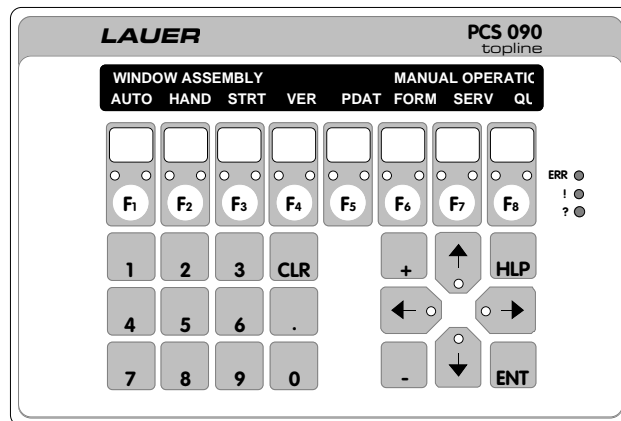 LAUER PCS 090
topline
WINDOW ASSEMBLY MANUAL OPERATIC
AUTO HAND STRT VER PDAT FORM SERV QU
ERR
!
?
F1 F2 F3 F4 F5 F6 F7 F8
1 2 3 CLR + HLP
4 5 6 .
7 8 9 0 - ENT